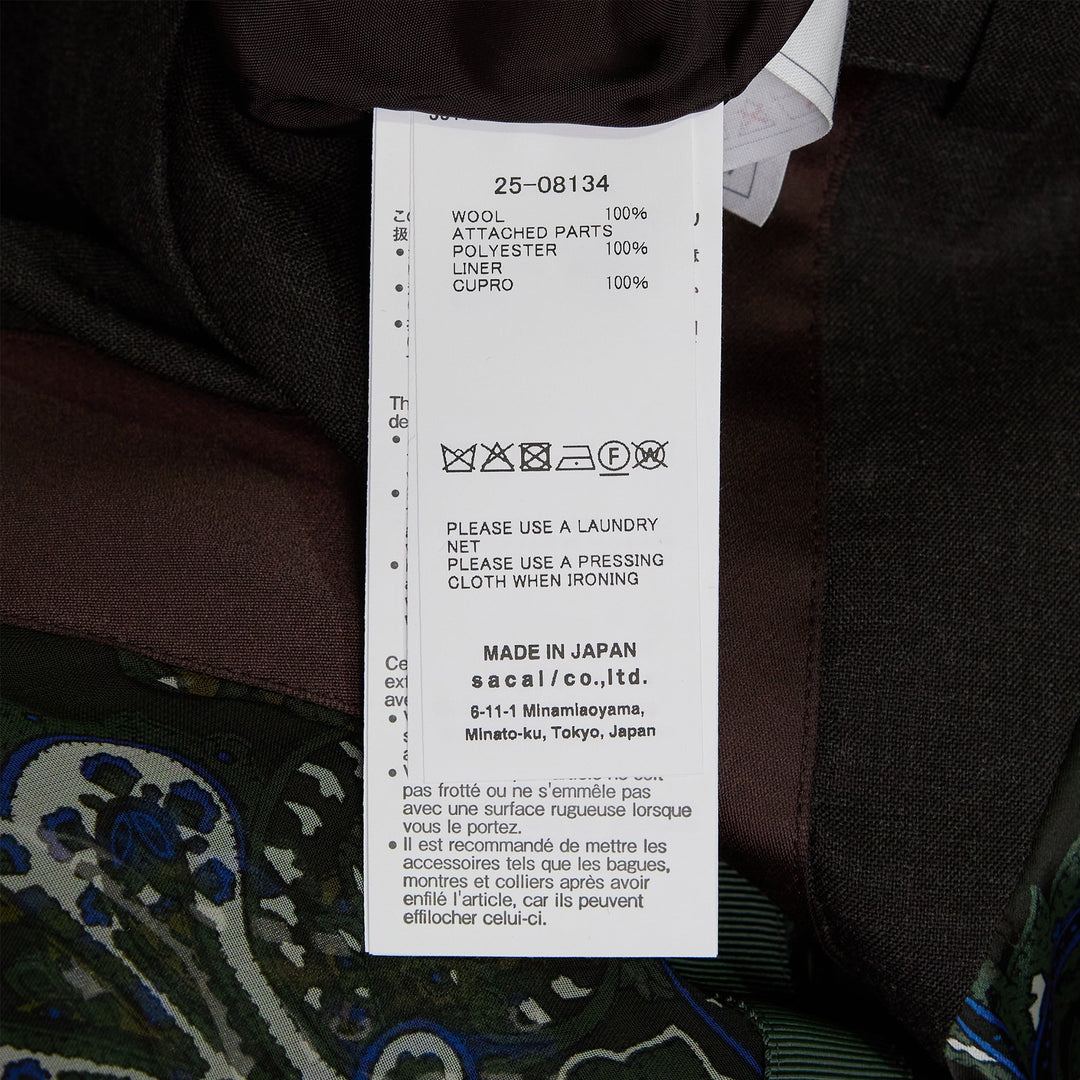 25-08134
WOOL 100%
ATTACHED PARTS
POLYESTER 100%
LINER
CUPRO 100%
F
W
PLEASE USE A LAUNDRY
NET
PLEASE USE A PRESSING
CLOTH WHEN IRONING
MADE IN JAPAN
sacai/co.,ltd.
6-11-1 Minamiaoyama,
Minato-ku, Tokyo, Japan
pas frotté ou ne s'emmêle pas
avec une surface rugueuse lorsque
vous le portez.
• Il est recommandé de mettre les
accessoires tels que les bagues,
montres et colliers après avoir
enfilé l'article, car ils peuvent
effilocher celui-ci.